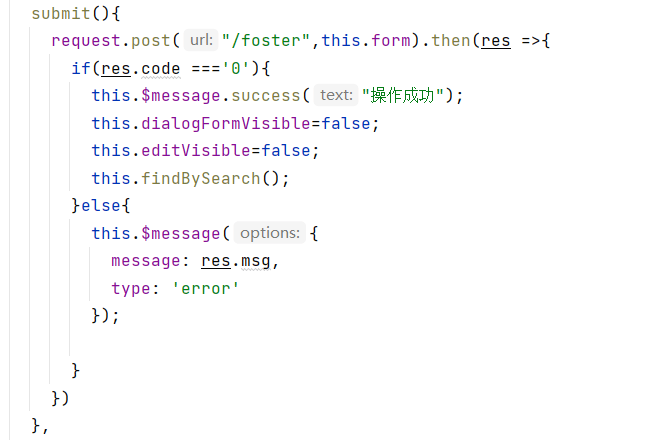 submit(){
request.post( url: "/foster",this.form).then(res =>{
if(res.code ==='0'){
this.$message.success( text: "操作成功");
this.dialogFormVisible=false;
this.editVisible=false;
this.findBySearch();
}else{
this.$message( options: {
message: res.msg,
type: 'error'
});
}
})
},